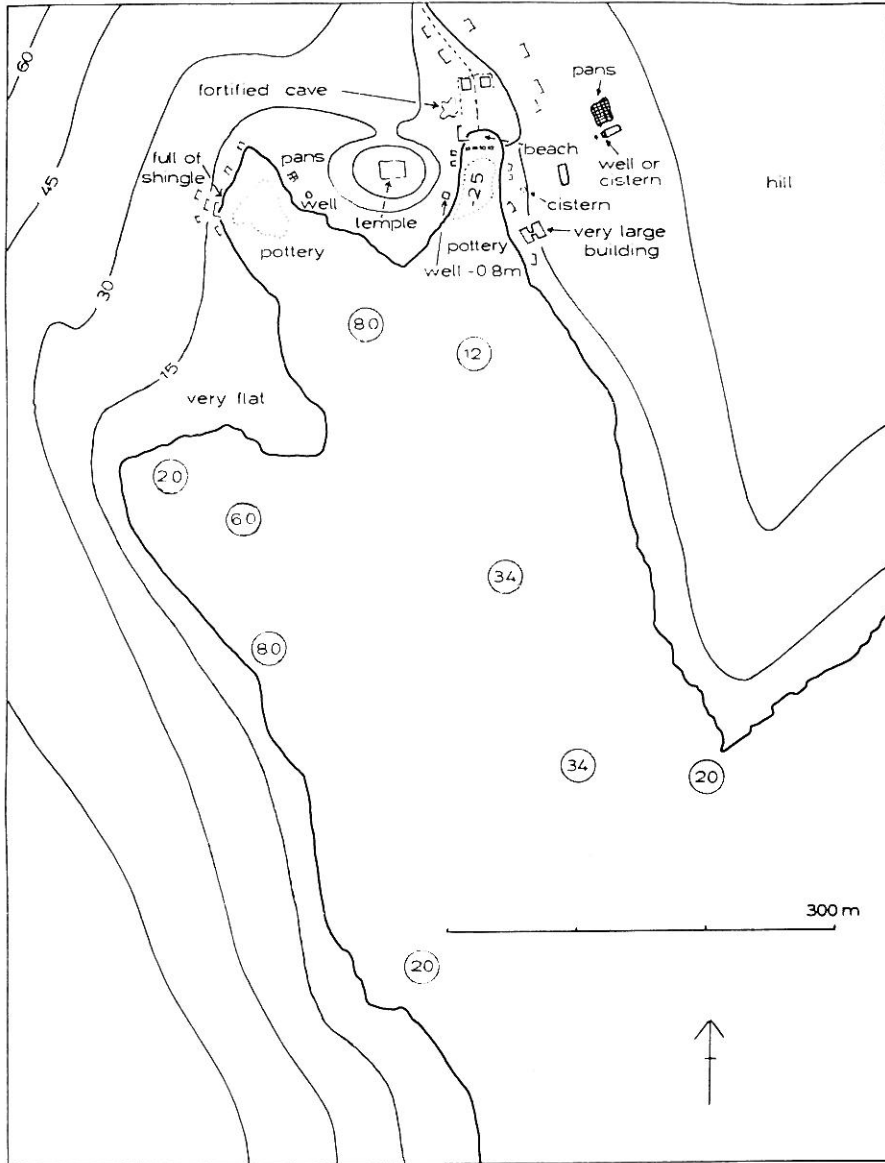 60
pans
fortified cave
beach
full of
shingle
pans
well or
cistern
45
hill
well
-25
cistern
temple
very large
building
pottery
pottery
well -0.8m
30
80
12
15
very flat
20
60
34
80
34
20
300 m
20